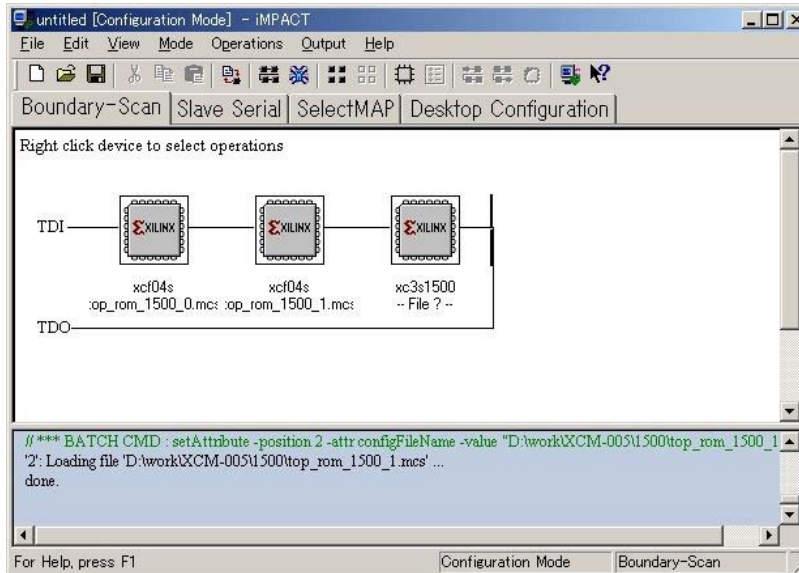 untitled [Configuration Mode] - iMPACT
File Edit View Mode Operations Output Help
Boundary-Scan Slave Serial SelectMAP Desktop Configuration
Right click device to select operations
TDI
XILINX XILINX XILINX
xcf04s xcf04s xc3s1500
:op_rom_1500_0.mcs :op_rom_1500_1.mcs -- File ? --
TDO
// *** BATCH CMD : setAttribute -position 2 -attr configFileName -value "D:\work\XCM-005\1500\top_rom_1500_1
'2': Loading file 'D:\work\XCM-005\1500\top_rom_1500_1.mcs' ...
done.
For Help, press F1 Configuration Mode Boundary-Scan